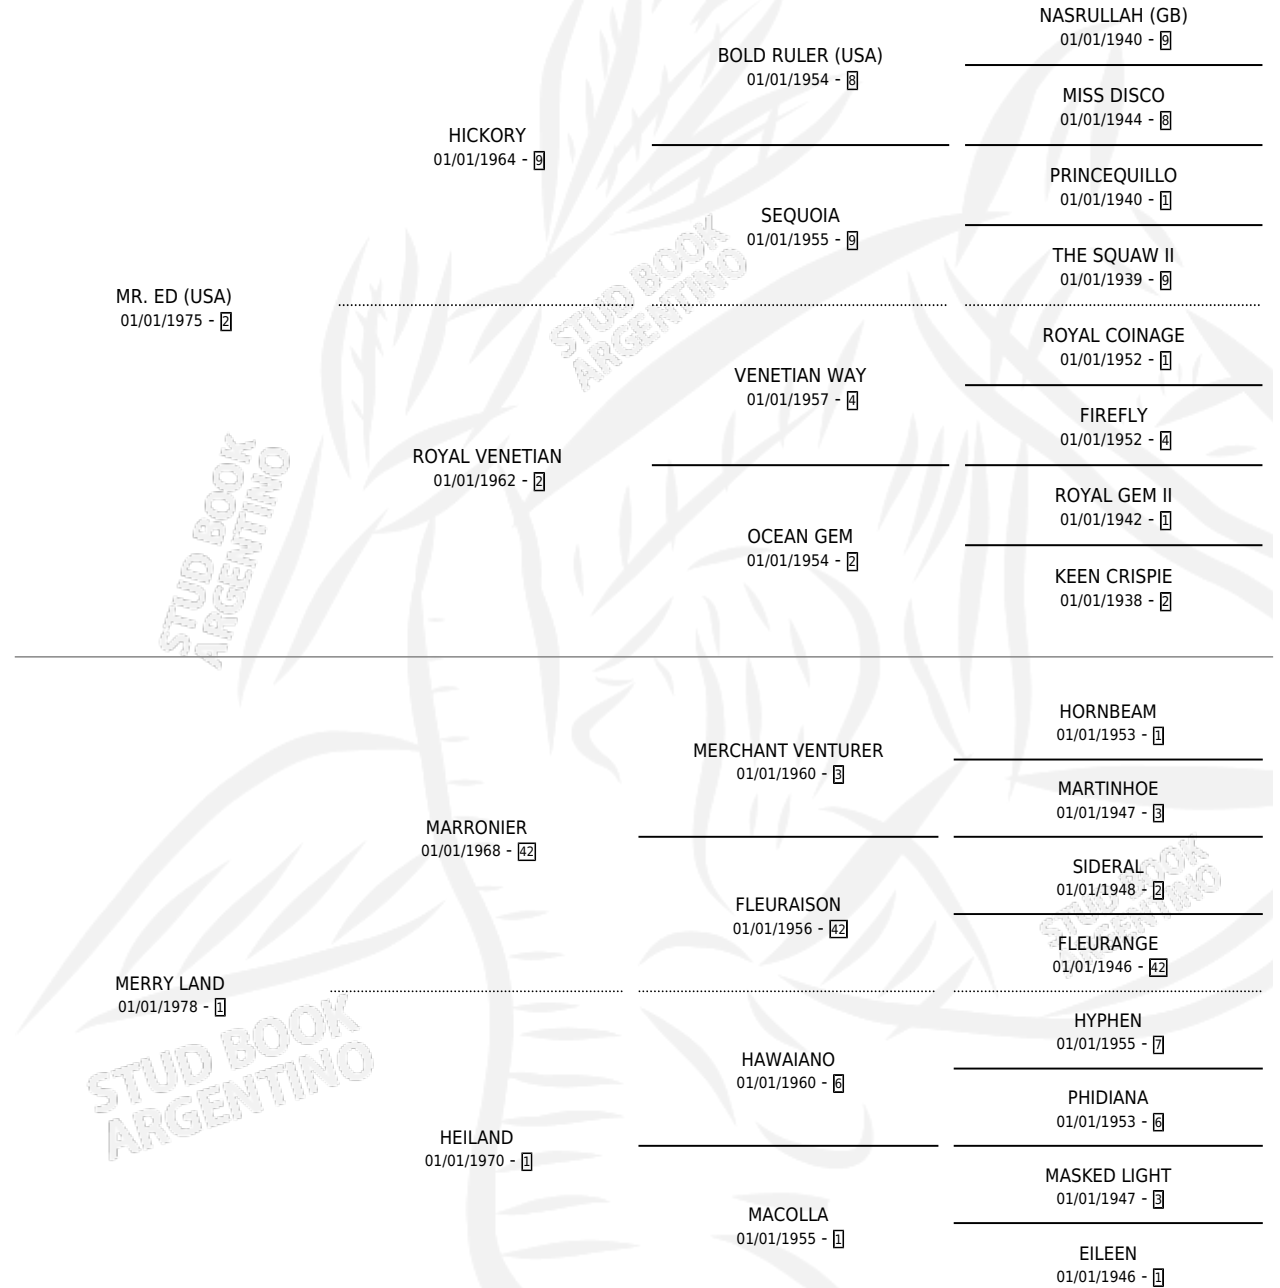 NASRULLAH (GB)
01/01/1940 - 9
BOLD RULER (USA)
01/01/1954 - 8
MISS DISCO
01/01/1944 - 8
HICKORY
01/01/1964 - 9
PRINCEQUILLO
01/01/1940 - 1
SEQUOIA
01/01/1955 - 9
THE SQUAW II
01/01/1939 - 9
MR. ED (USA)
01/01/1975 - 2
ROYAL COINAGE
01/01/1952 - 1
VENETIAN WAY
01/01/1957 - 4
FIREFLY
01/01/1952 - 4
ROYAL VENETIAN
01/01/1962 - 2
ROYAL GEM II
01/01/1942 - 1
OCEAN GEM
01/01/1954 - 2
KEEN CRISPIE
01/01/1938 - 2
STUD BOOK
ARGENTINO
STUD BOOK
ARGENTINO
HORNBEAM
01/01/1953 - 1
MERCHANT VENTURER
01/01/1960 - 3
MARTINHOE
01/01/1947 - 3
MARRONIER
01/01/1968 - 42
SIDERAL
01/01/1948 - 2
FLEURAISON
01/01/1956 - 42
FLEURANGE
01/01/1946 - 42
MERRY LAND
01/01/1978 - 1
HYPHEN
01/01/1955 - 7
HAWAIANO
01/01/1960 - 6
PHIDIANA
01/01/1953 - 6
HEILAND
01/01/1970 - 1
MASKED LIGHT
01/01/1947 - 3
MACOLLA
01/01/1955 - 1
EILEEN
01/01/1946 - 1
STUD BOOK
ARGENTINO
STUD BOOK
ARGENTINO